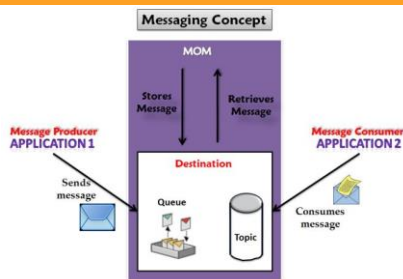 Messaging Concept
MOM
Stores
Message
Retrieves
Message
Message Producer
APPLICATION 1
Message Consumer
APPLICATION 2
Destination
Sends
message
Queue
Topic
Consumes
message